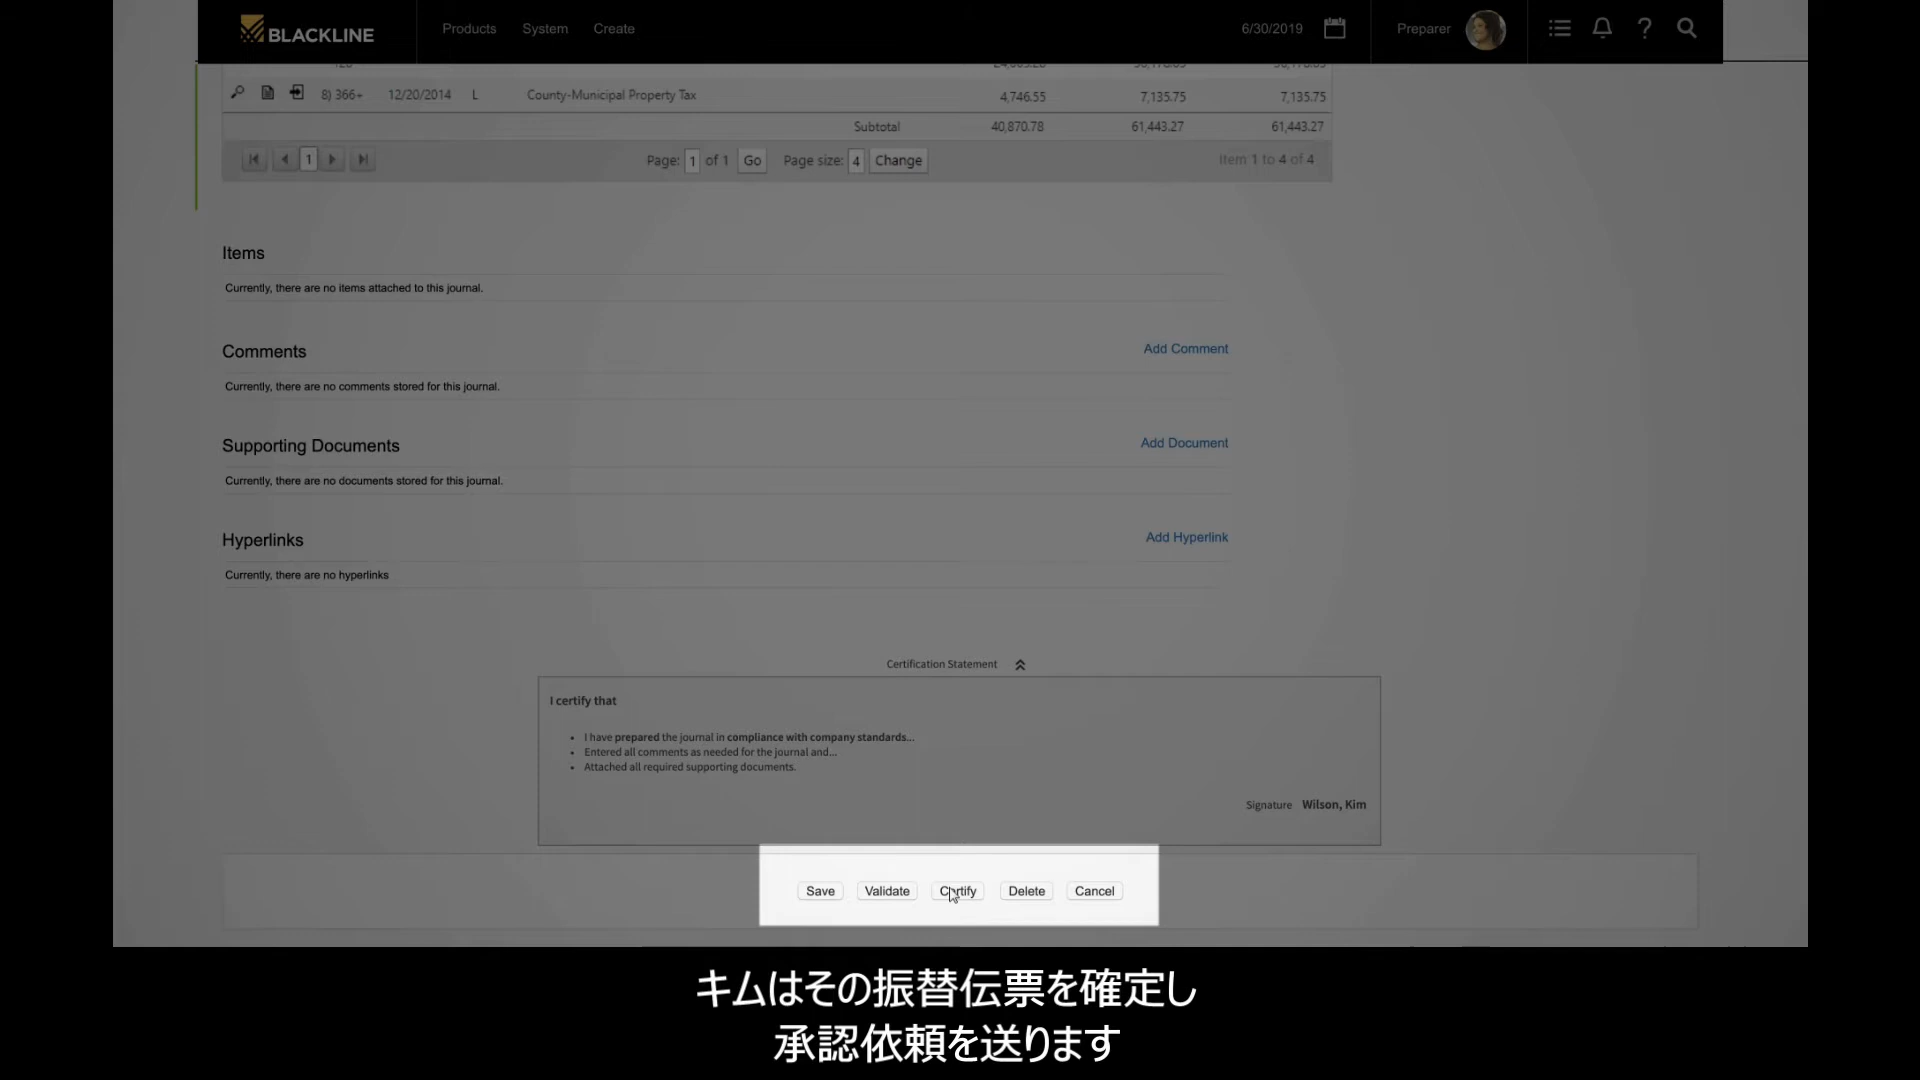 BLACKLINE Products System Create 6/30/2019 Preparer
8) 366+ 12/20/2014 L County-Municipal Property Tax 4,746.55 7,135.75 7,135.75
Subtotal 40,870.78 61,443.27 61,443.27
1 Page: 1 of 1 Go Page size: 4 Change Item 1 to 4 of 4
Items
Currently, there are no items attached to this journal.
Comments Add Comment
Currently, there are no comments stored for this journal.
Supporting Documents Add Document
Currently, there are no documents stored for this journal.
Hyperlinks Add Hyperlink
Currently, there are no hyperlinks
Certification Statement
I certify that
• I have prepared the journal in compliance with company standards...
• Entered all comments as needed for the journal and...
• Attached all required supporting documents.
Signature Wilson, Kim
Save Validate Certify Delete Cancel
キムはその振替伝票を確定し
承認依頼を送ります